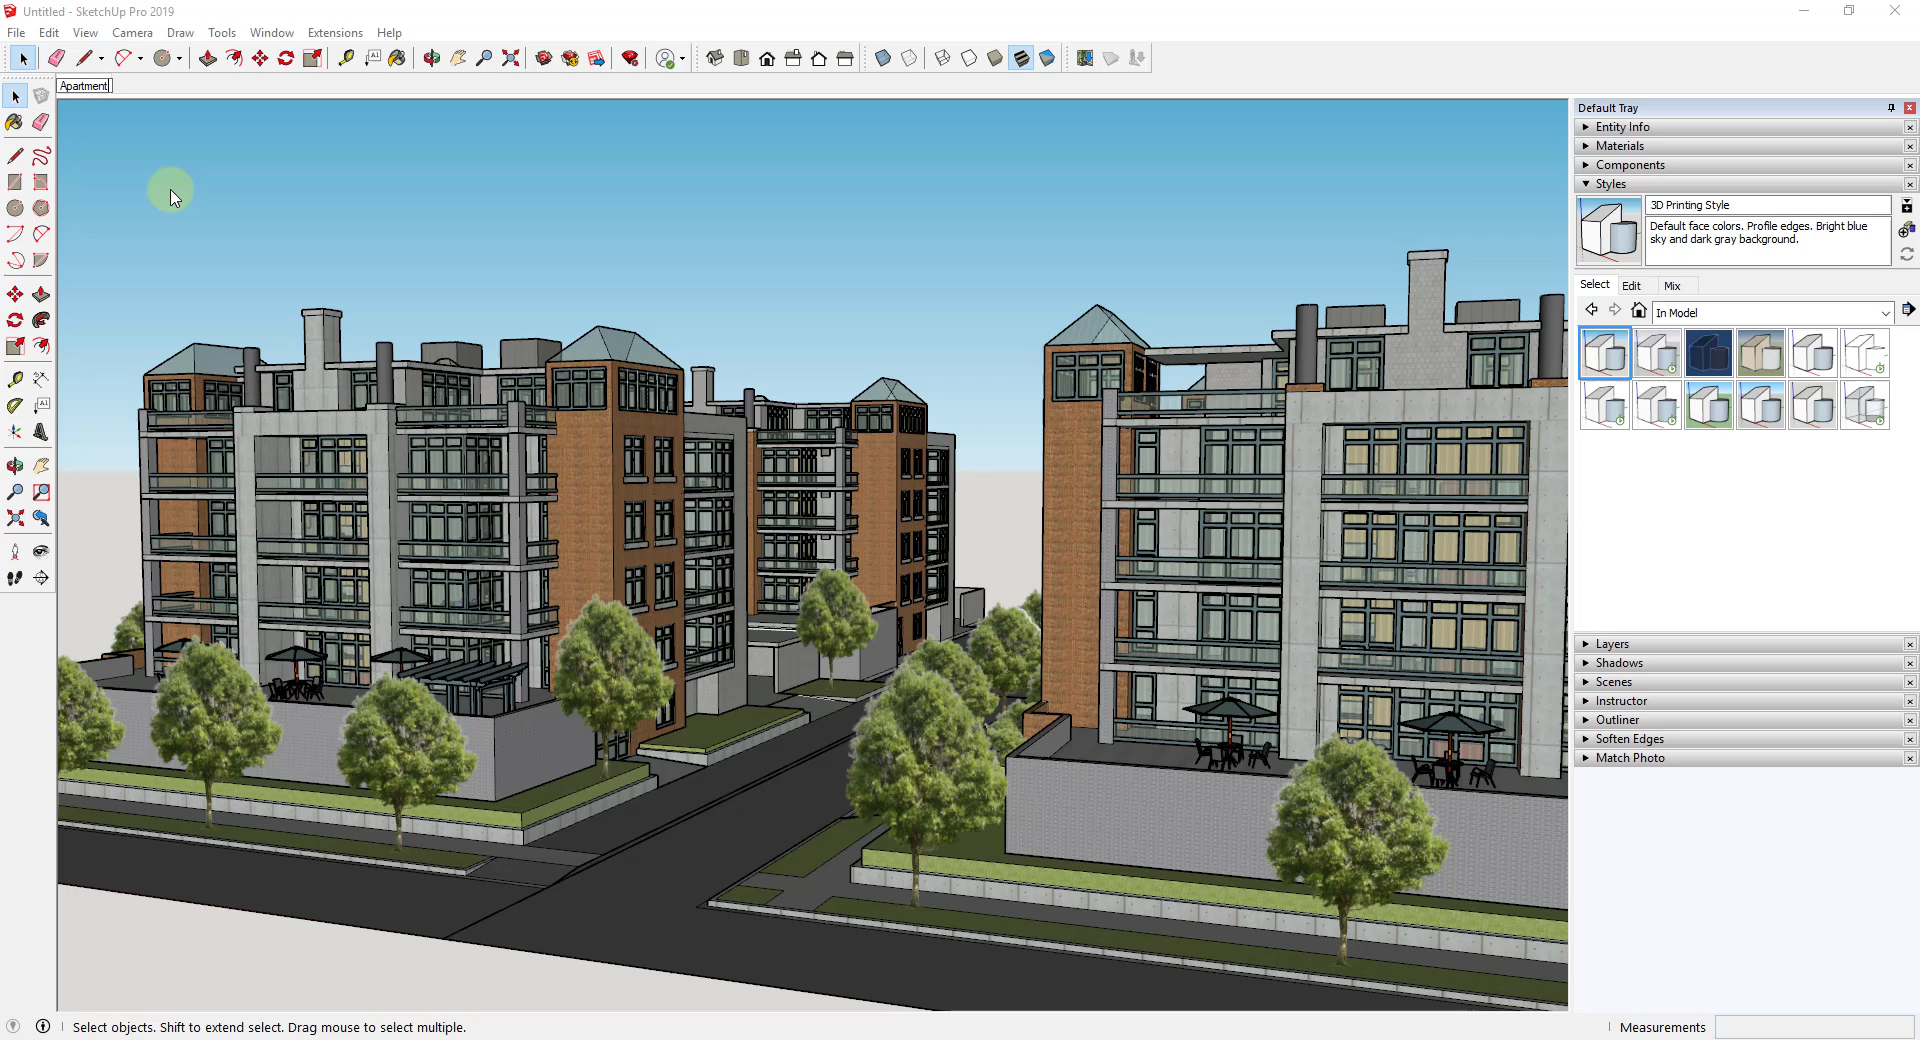 Untitled - SketchUp Pro 2019
File Edit View Camera Draw Tools Window Extensions Help
A1
Apartment
A1
Default Tray
Entity Info
Materials
Components
Styles
3D Printing Style
Default face colors. Profile edges. Bright blue
sky and dark gray background.
Select Edit Mix
In Model
Layers
Shadows
Scenes
Instructor
Outliner
Soften Edges
Match Photo
Select objects. Shift to extend select. Drag mouse to select multiple.
Measurements